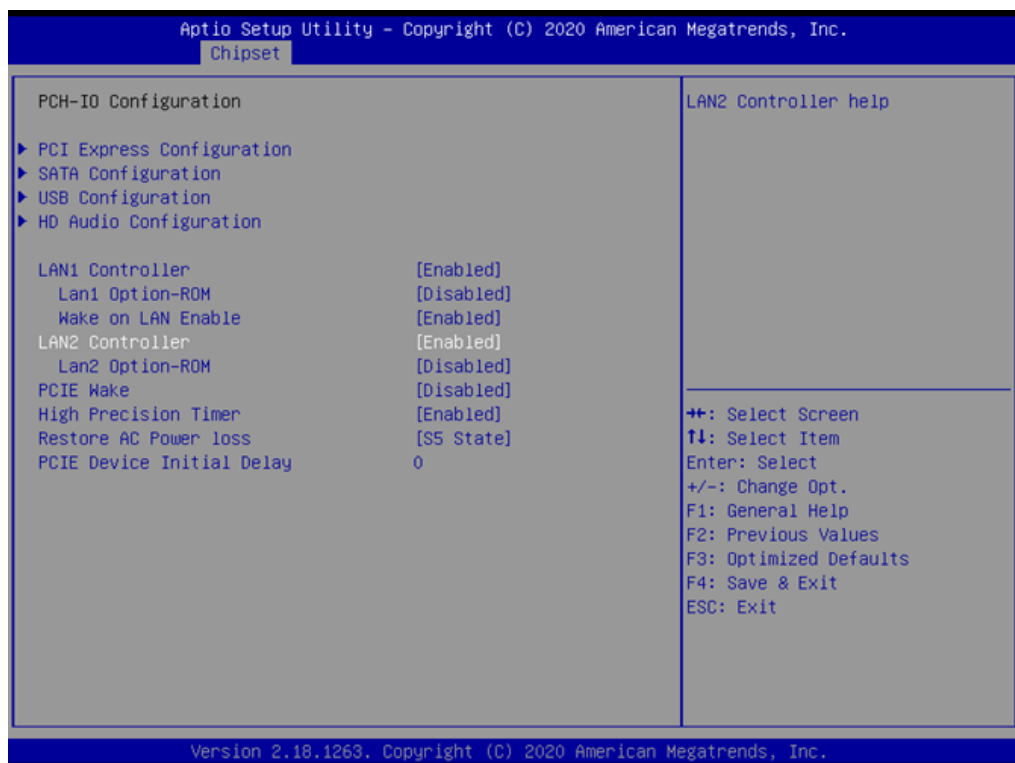 Aptio Setup Utility – Copyright (C) 2020 American Megatrends, Inc.
Chipset
PCH-IO Configuration
PCI Express Configuration
SATA Configuration
USB Configuration
HD Audio Configuration
LAN1 Controller [Enabled]
Lan1 Option-ROM [Disabled]
Wake on LAN Enable [Enabled]
LAN2 Controller [Enabled]
Lan2 Option-ROM [Disabled]
PCIE Wake [Disabled]
High Precision Timer [Enabled]
Restore AC Power loss [S5 State]
PCIE Device Initial Delay 0
LAN2 Controller help
→←: Select Screen
↑↓: Select Item
Enter: Select
+/-: Change Opt.
F1: General Help
F2: Previous Values
F3: Optimized Defaults
F4: Save & Exit
ESC: Exit
Version 2.18.1263. Copyright (C) 2020 American Megatrends, Inc.